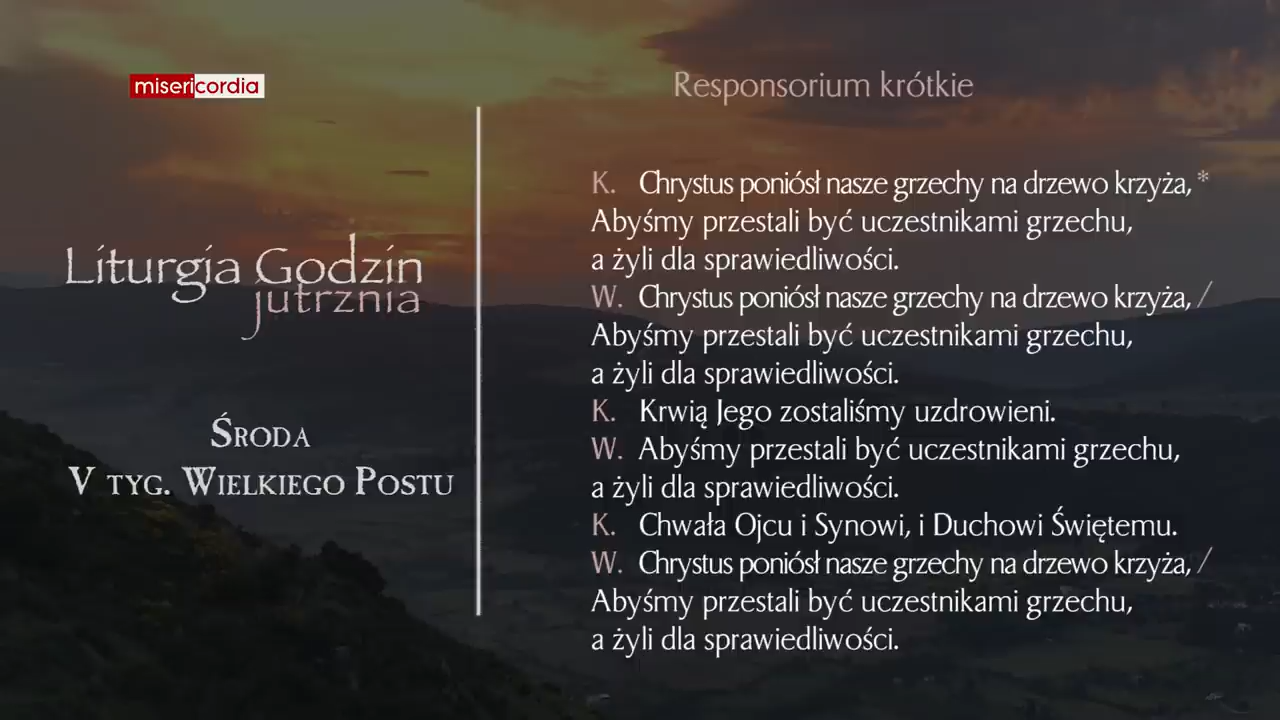 misericordia
Liturgia Godzin
jutrznia
Środa
V tyg. Wielkiego Postu
Responsorium krótkie
K. Chrystus poniósł nasze grzechy na drzewo krzyża, *
Abyśmy przestali być uczestnikami grzechu,
a żyli dla sprawiedliwości.
W. Chrystus poniósł nasze grzechy na drzewo krzyża, /
Abyśmy przestali być uczestnikami grzechu,
a żyli dla sprawiedliwości.
K. Krwią Jego zostaliśmy uzdrowieni.
W. Abyśmy przestali być uczestnikami grzechu,
a żyli dla sprawiedliwości.
K. Chwała Ojcu i Synowi, i Duchowi Świętemu.
W. Chrystus poniósł nasze grzechy na drzewo krzyża, /
Abyśmy przestali być uczestnikami grzechu,
a żyli dla sprawiedliwości.